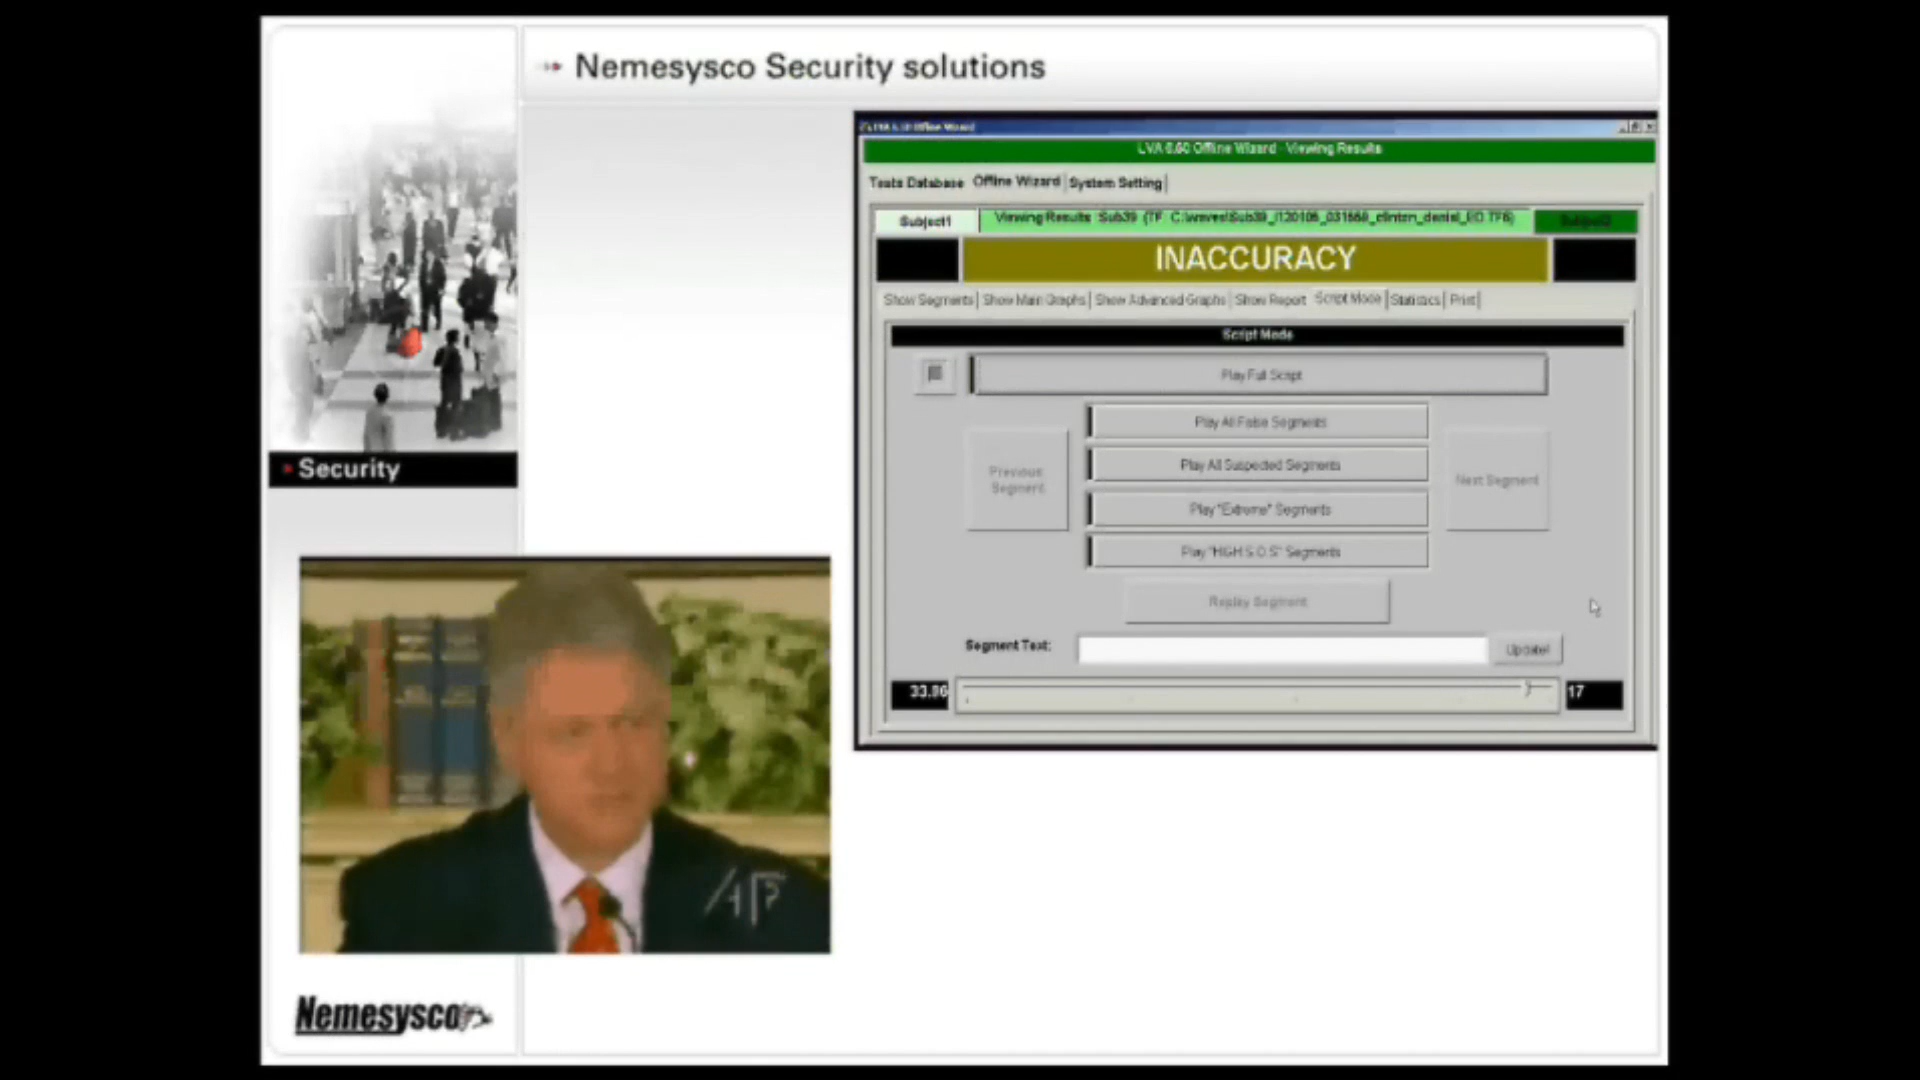 Nemesysco Security solutions
LVA 6.50 Offline Wizard - Viewing Results
Tests Database
Offline Wizard
System Setting
Subject1
INACCURACY
Show Segments
Show Main Graphs
Show Advanced Graphs
Show Report
Script Mode
Statistics
Print
Script Mode
Play Full Script
Play All False Segments
Previous
Segment
Play All Suspected Segments
Next Segment
Play "Extreme" Segments
Play "HIGH S.O.S" Segments
Replay Segment
Segment Text:
Update!
33.96
17
Security
AP
Nemesysco